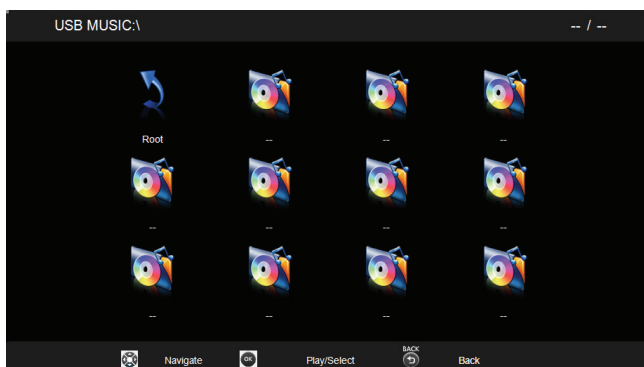 USB MUSIC:\ -- / --
Root -- -- --
-- -- -- --
-- -- -- --
BACK
OK
Navigate Play/Select Back